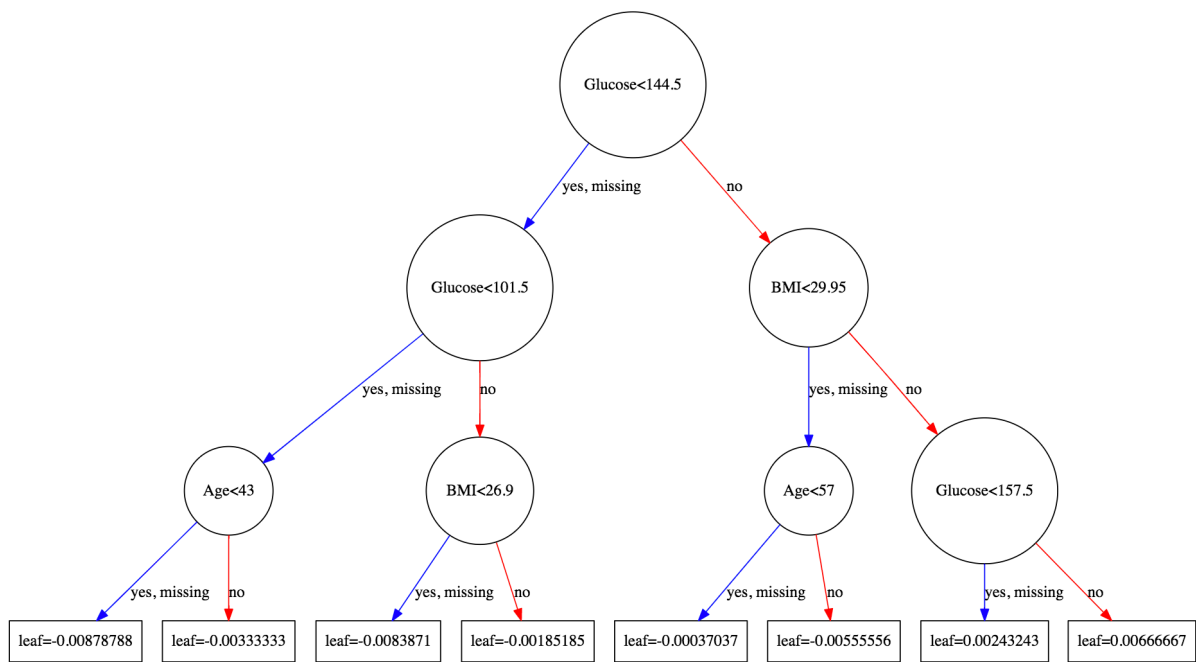 Glucose<144.5
yes, missing
no
Glucose<101.5
BMI<29.95
yes, missing
no
yes, missing
no
Age<43
BMI<26.9
Age<57
Glucose<157.5
yes, missing
no
yes, missing
no
yes, missing
no
yes, missing
no
leaf=-0.00878788
leaf=-0.00333333
leaf=-0.0083871
leaf=-0.00185185
leaf=-0.00037037
leaf=-0.00555556
leaf=0.00243243
leaf=0.00666667